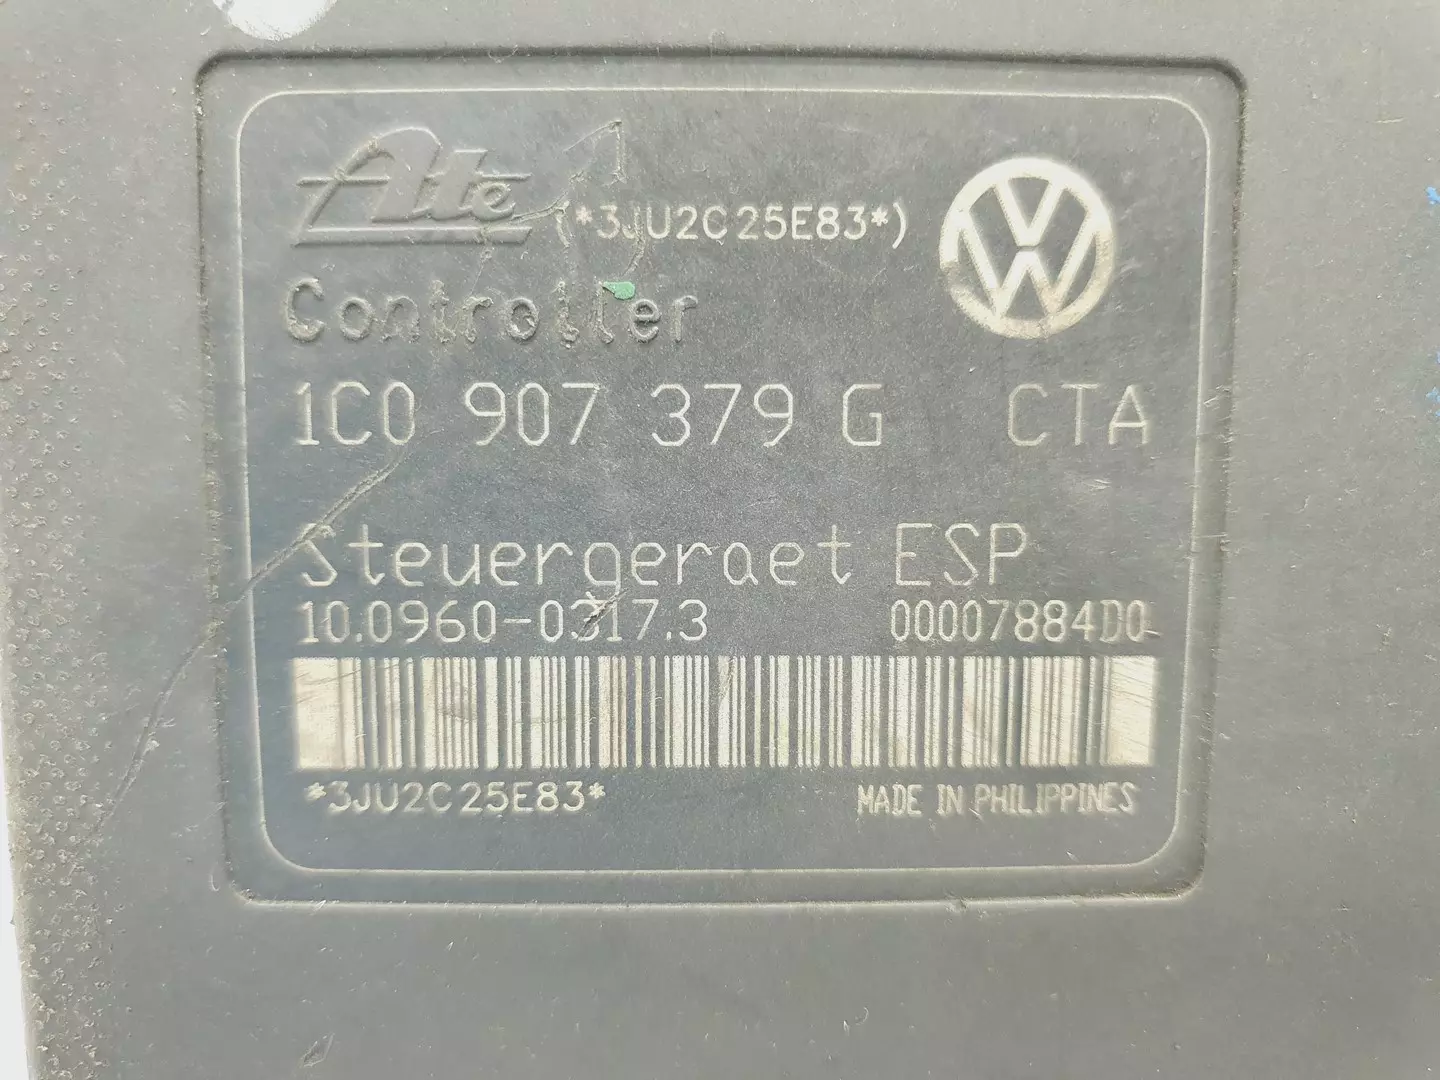 Ate (*3JU2C25E83*)
Controller
1C0 907 379 G CTA
Steuergeraet ESP
10.0960-0317.3 00007884D0
*3JU2C25E83* MADE IN PHILIPPINES